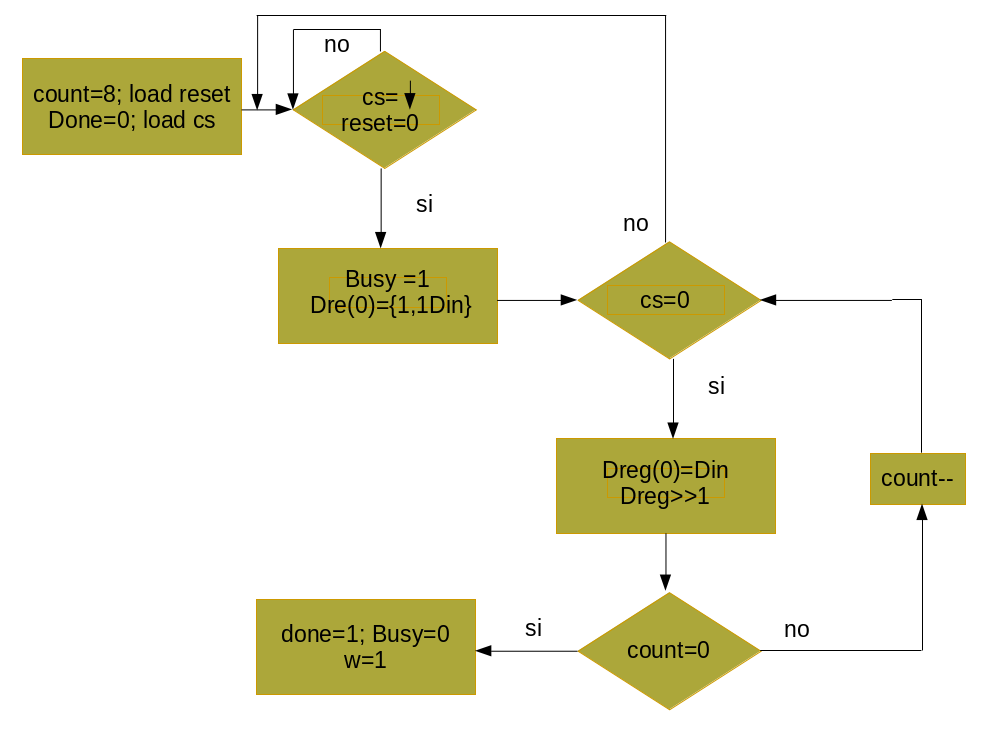 no
count=8; load reset
Done=0; load cs
cs=
reset=0
si
no
Busy =1
Dre(0)={1,1Din}
cs=0
si
Dreg(0)=Din
Dreg>>1
count--
done=1; Busy=0
w=1
si
count=0
no